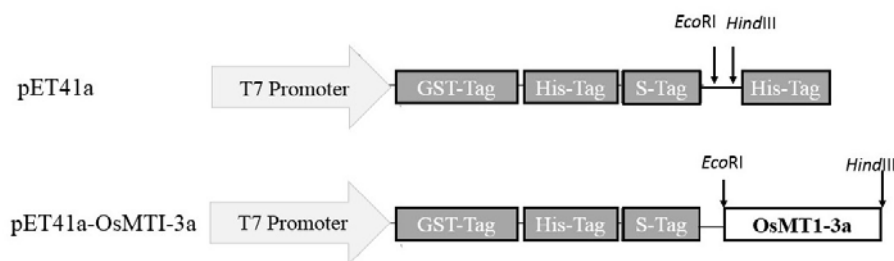 EcoRI HindIII
pET41a T7 Promoter GST-Tag His-Tag S-Tag His-Tag
EcoRI HindIII
pET41a-OsMTI-3a T7 Promoter GST-Tag His-Tag S-Tag OsMT1-3a